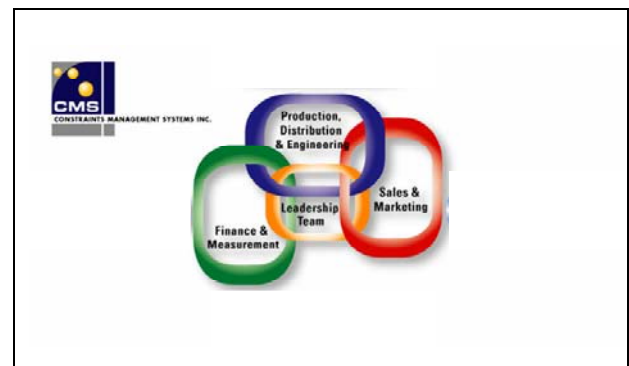 CMS
CONSTRAINTS MANAGEMENT SYSTEMS INC.
Production,
Distribution
& Engineering
Sales &
Marketing
Leadership
Team
Finance &
Measurement